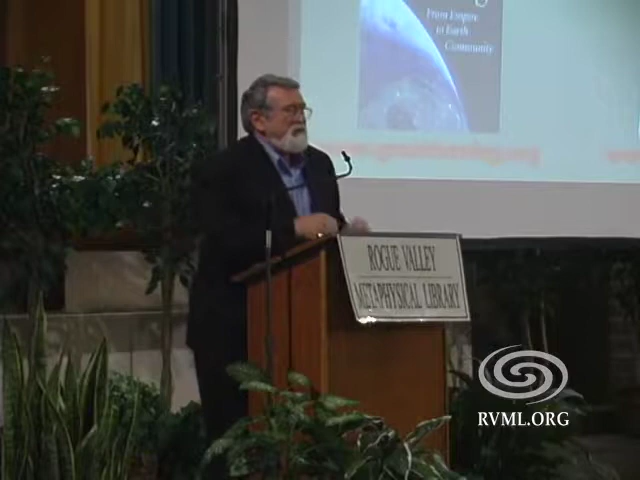 From Empire
to Earth
Community
ROGUE VALLEY
METAPHYSICAL LIBRARY
RVML.ORG